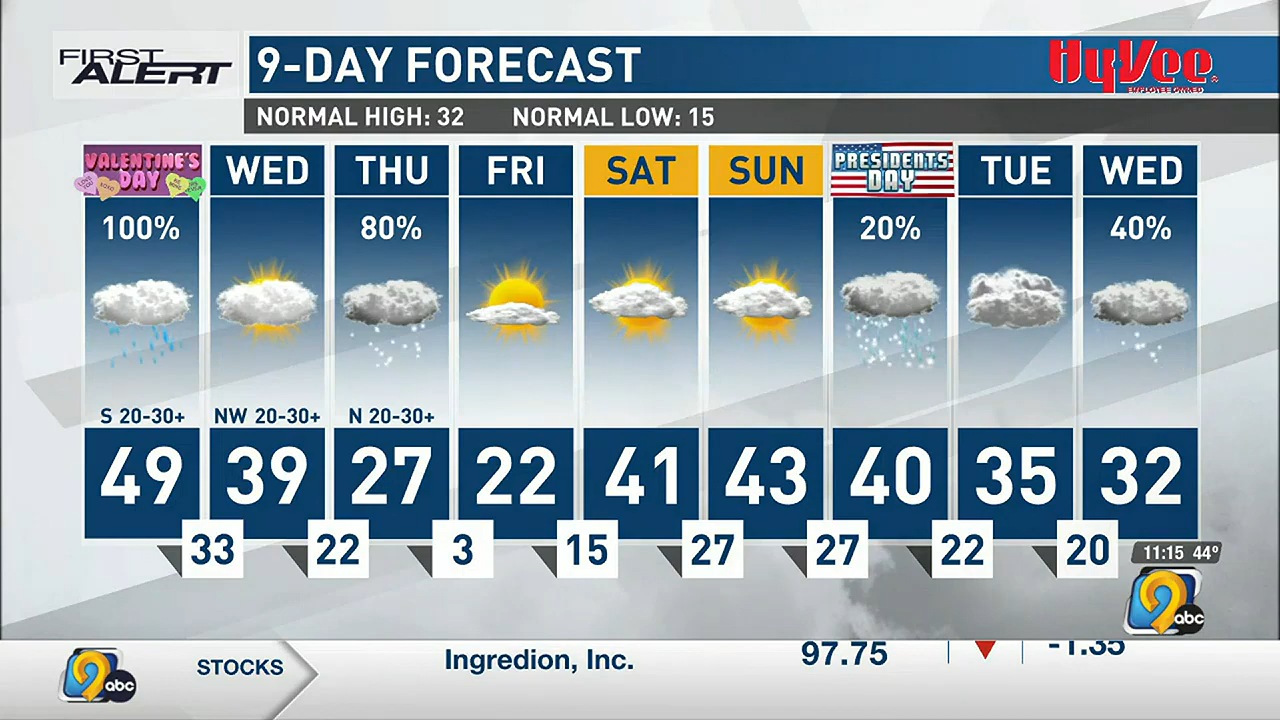 FIRST ALERT
9-DAY FORECAST
HyVee
EMPLOYEE OWNED
NORMAL HIGH: 32 NORMAL LOW: 15
VALENTINE'S DAY WED THU FRI SAT SUN PRESIDENTS DAY TUE WED
100% 80% 20% 40%
S 20-30+ NW 20-30+ N 20-30+
49 39 27 22 41 43 40 35 32
33 22 3 15 27 27 22 20
11:15 44°
9 abc
9 abc STOCKS Ingredion, Inc. 97.75 -1.35